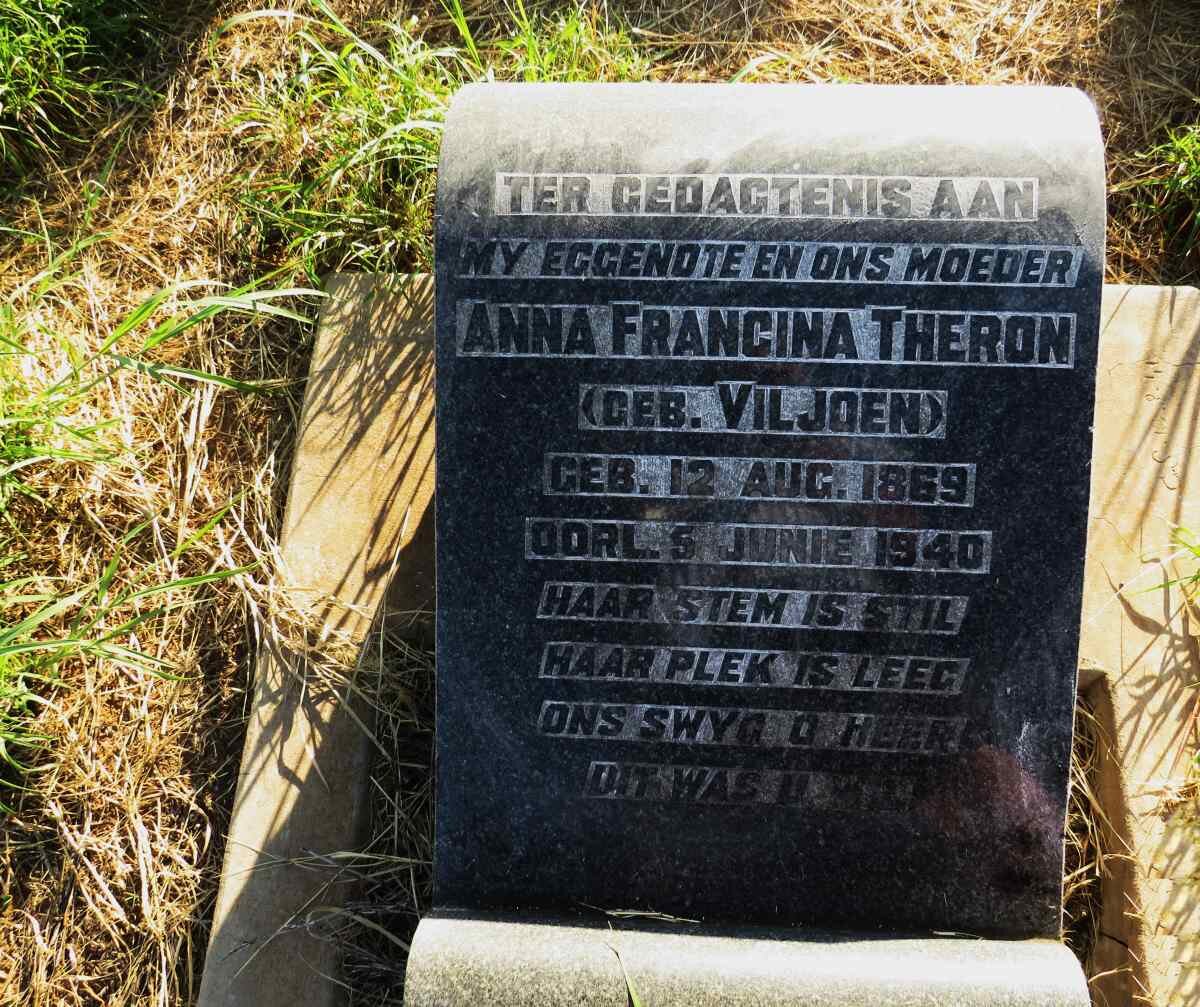 TER GEDAGTENIS AAN
MY EGGENOTE EN ONS MOEDER
ANNA FRANCINA THERON
(GEB. VILJOEN)
GEB. 12 AUG. 1869
OORL. 5 JUNIE 1940
HAAR STEM IS STIL
HAAR PLEK IS LEEG
ONS SWYG O HEER
DIT WAS U WIL